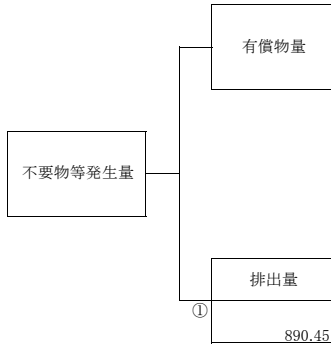 有償物量
不要物等発生量
排出量
①
890.45